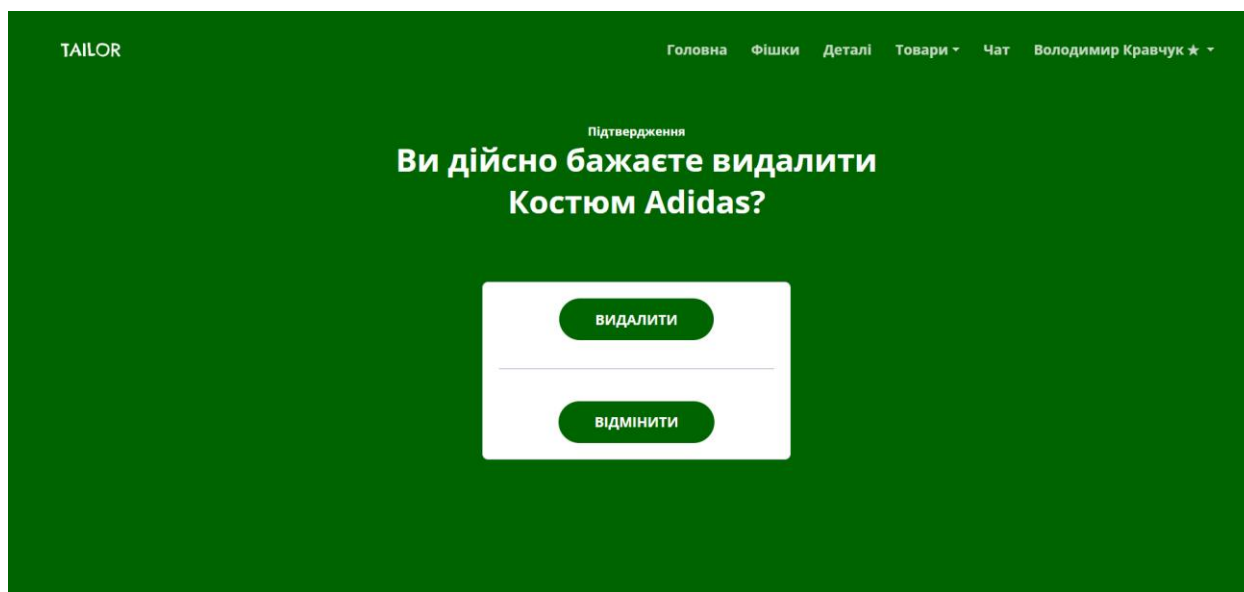 TAILOR
Головна Фішки Деталі Товари Чат Володимир Кравчук ★
Підтвердження
Ви дійсно бажаєте видалити
Костюм Adidas?
ВИДАЛИТИ
ВІДМІНИТИ